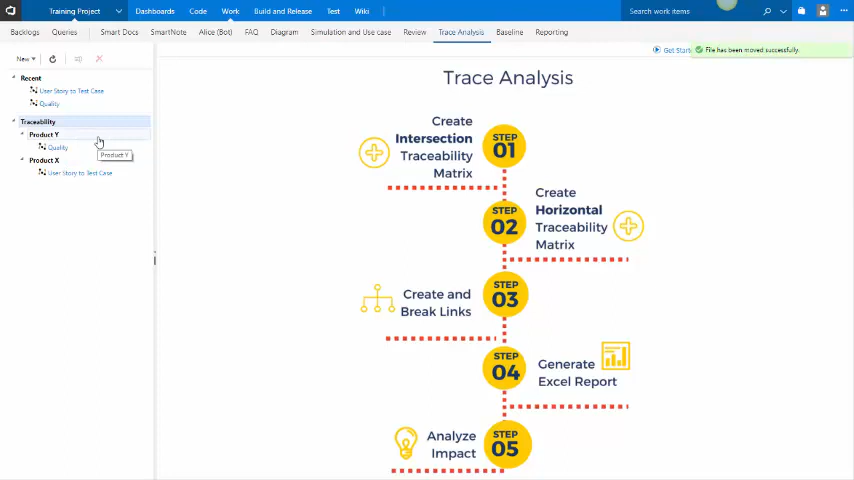 Training Project
Dashboards
Code
Work
Build and Release
Test
Wiki
Search work items
Backlogs
Queries
Smart Docs
SmartNote
Alice (Bot)
FAQ
Diagram
Simulation and Use case
Review
Trace Analysis
Baseline
Reporting
New
Get Start
File has been moved successfully.
Recent
User Story to Test Case
Quality
Traceability
Product Y
Quality
Product Y
Product X
User Story to Test Case
Trace Analysis
Create
Intersection
Traceability
Matrix
STEP
01
Create
Horizontal
Traceability
Matrix
STEP
02
Create and
Break Links
STEP
03
Generate
Excel Report
STEP
04
Analyze
Impact
STEP
05